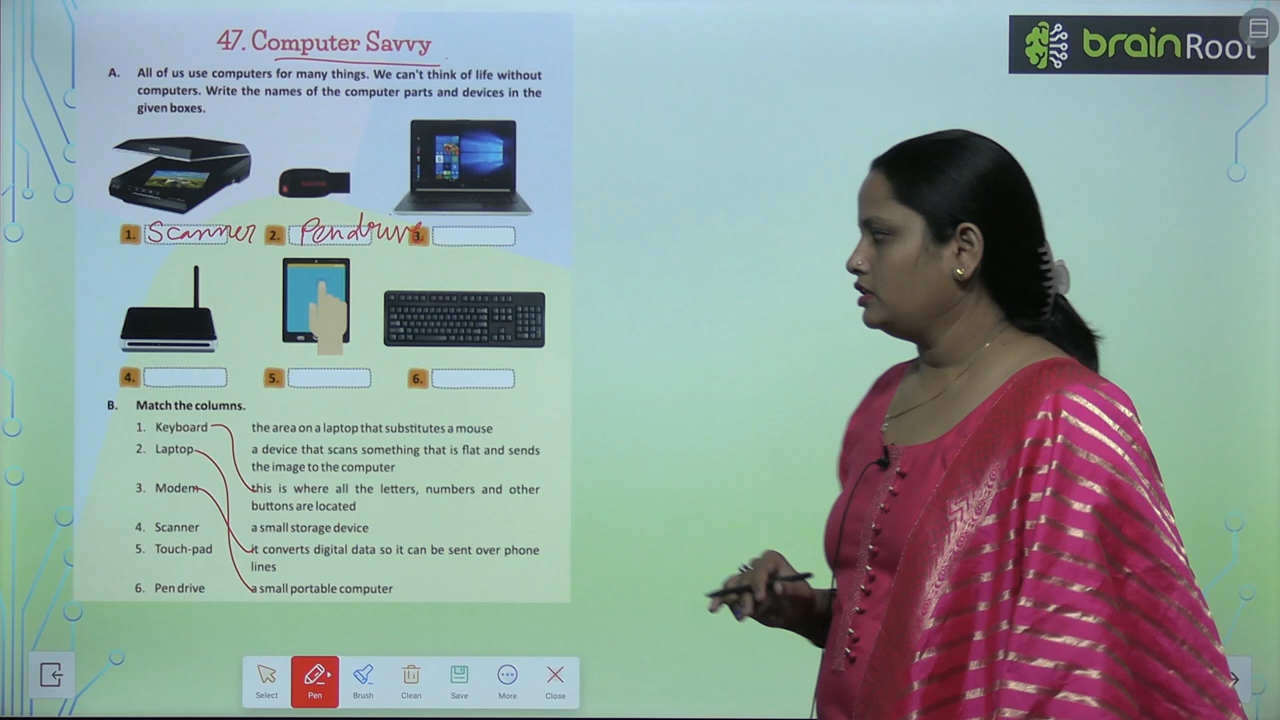 47. Computer Savvy
brainRoot
A. All of us use computers for many things. We can't think of life without
computers. Write the names of the computer parts and devices in the
given boxes.
1. Scanner 2. Pendrive 3.
4. 5. 6.
B. Match the columns.
1. Keyboard the area on a laptop that substitutes a mouse
2. Laptop a device that scans something that is flat and sends
the image to the computer
3. Modem this is where all the letters, numbers and other
buttons are located
4. Scanner a small storage device
5. Touch-pad it converts digital data so it can be sent over phone
lines
6. Pen drive a small portable computer
Select Pen Brush Clean Save More Close